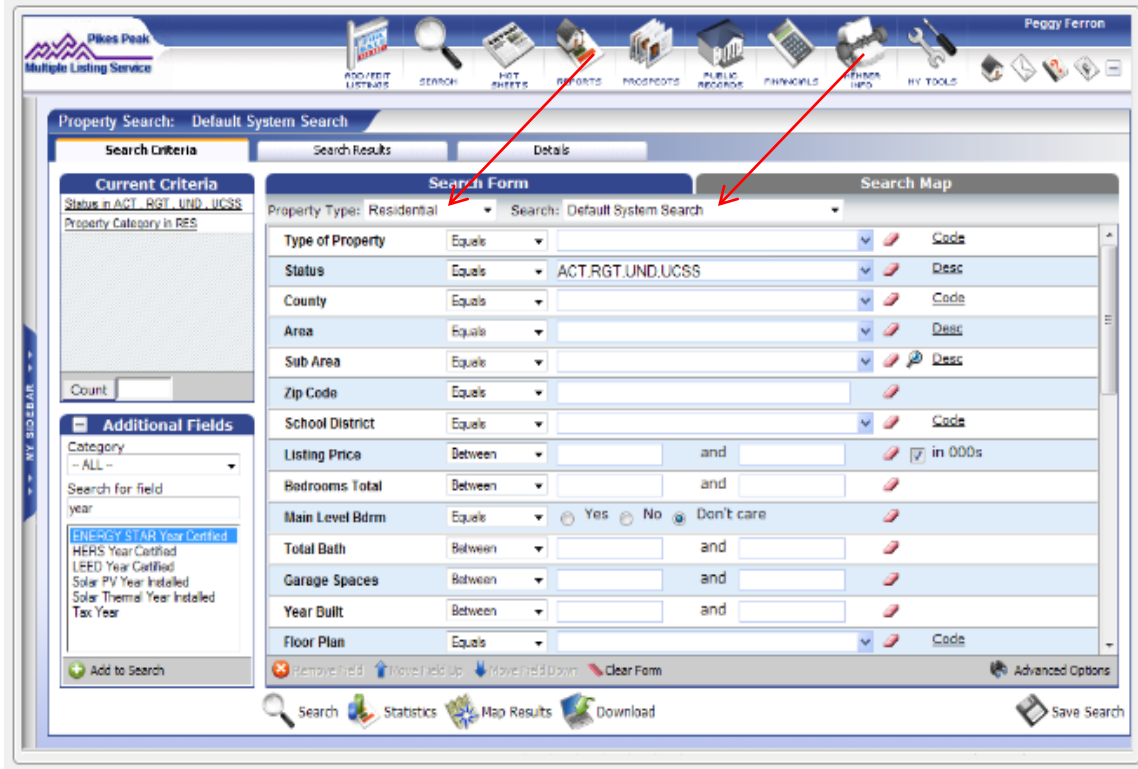 Pikes Peak
Multiple Listing Service
Peggy Ferron
ADD/EDIT LISTINGS
SEARCH
HOT SHEETS
REPORTS
PROSPECTS
PUBLIC RECORDS
FINANCIALS
MEMBER INFO
MY TOOLS
Property Search: Default System Search
Search Criteria
Search Results
Details
MY SIDEBAR
Current Criteria
Status in ACT , RGT , UND , UCSS
Property Category in RES
Count
Additional Fields
Category
-- ALL --
Search for field
year
ENERGY STAR Year Certified
HERS Year Certified
LEED Year Certified
Solar PV Year Installed
Solar Thermal Year Installed
Tax Year
Add to Search
Search Form
Search Map
Property Type: Residential Search: Default System Search
Type of Property Equals Code
Status Equals ACT,RGT,UND,UCSS Desc
County Equals Code
Area Equals Desc
Sub Area Equals Desc
Zip Code Equals
School District Equals Code
Listing Price Between and in 000s
Bedrooms Total Between and
Main Level Bdrm Equals Yes No Don't care
Total Bath Between and
Garage Spaces Between and
Year Built Between and
Floor Plan Equals Code
Remove Field Move Field Up Move Field Down Clear Form Advanced Options
Search Statistics Map Results Download Save Search